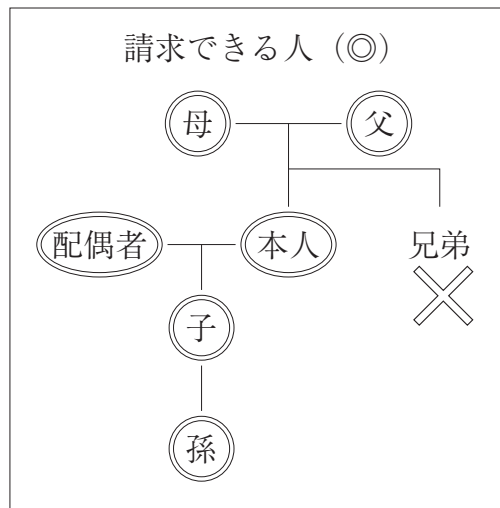 請求できる人（◎）
母
父
配偶者
本人
兄弟
子
孫